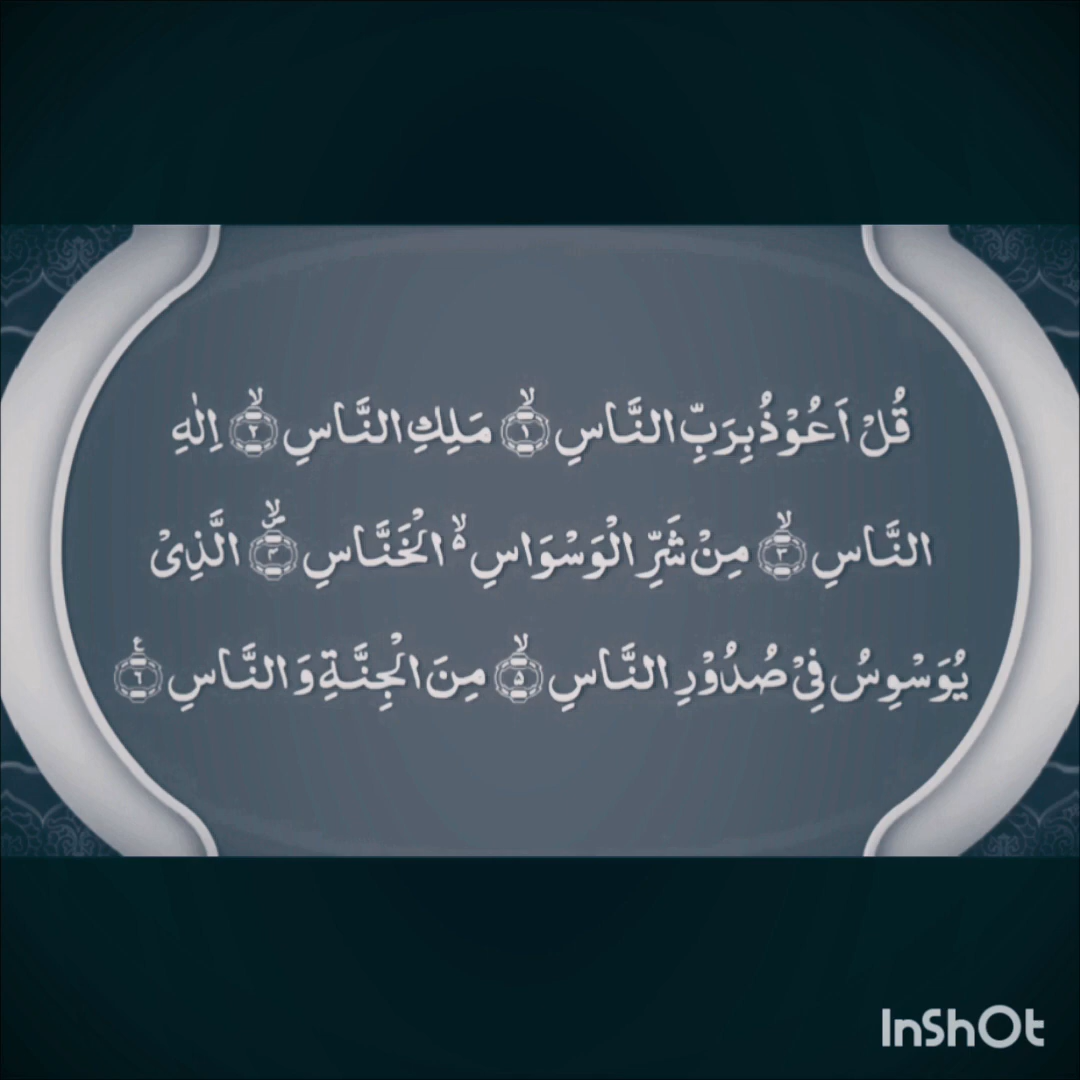 قُلْ اَعُوْذُ بِرَبِّ النَّاسِ ۙ﴿۱﴾ مَلِكِ النَّاسِ ۙ﴿۲﴾ اِلٰهِ
النَّاسِ ۙ﴿۳﴾ مِنْ شَرِّ الْوَسْوَاسِ ۬ۙ الْخَنَّاسِ ۪ۙ﴿۴﴾ الَّذِیْ
یُوَسْوِسُ فِیْ صُدُوْرِ النَّاسِ ۙ﴿۵﴾ مِنَ الْجِنَّةِ وَ النَّاسِ ﴿۶﴾
InShOt